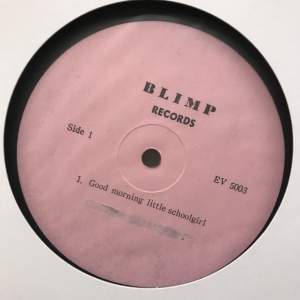 BLIMP
RECORDS
Side 1
EV 5003
1. Good morning little schoolgirl